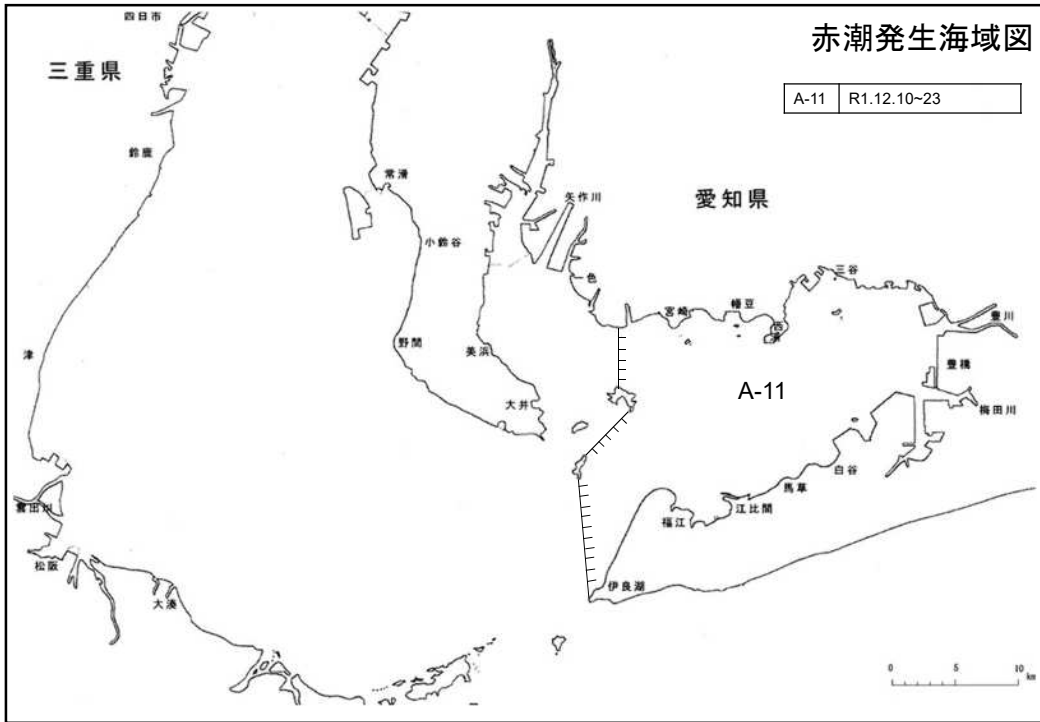 赤潮発生海域図
A-11 R1.12.10~23
四日市
三重県
鈴鹿
津
雲出川
松阪
大湊
常滑
小鈴谷
野間
美浜
大井
矢作川
愛知県
一色
宮崎
幡豆
西浦
三谷
豊川
豊橋
梅田川
A-11
白谷
馬草
江比間
福江
伊良湖
0 5 10
km